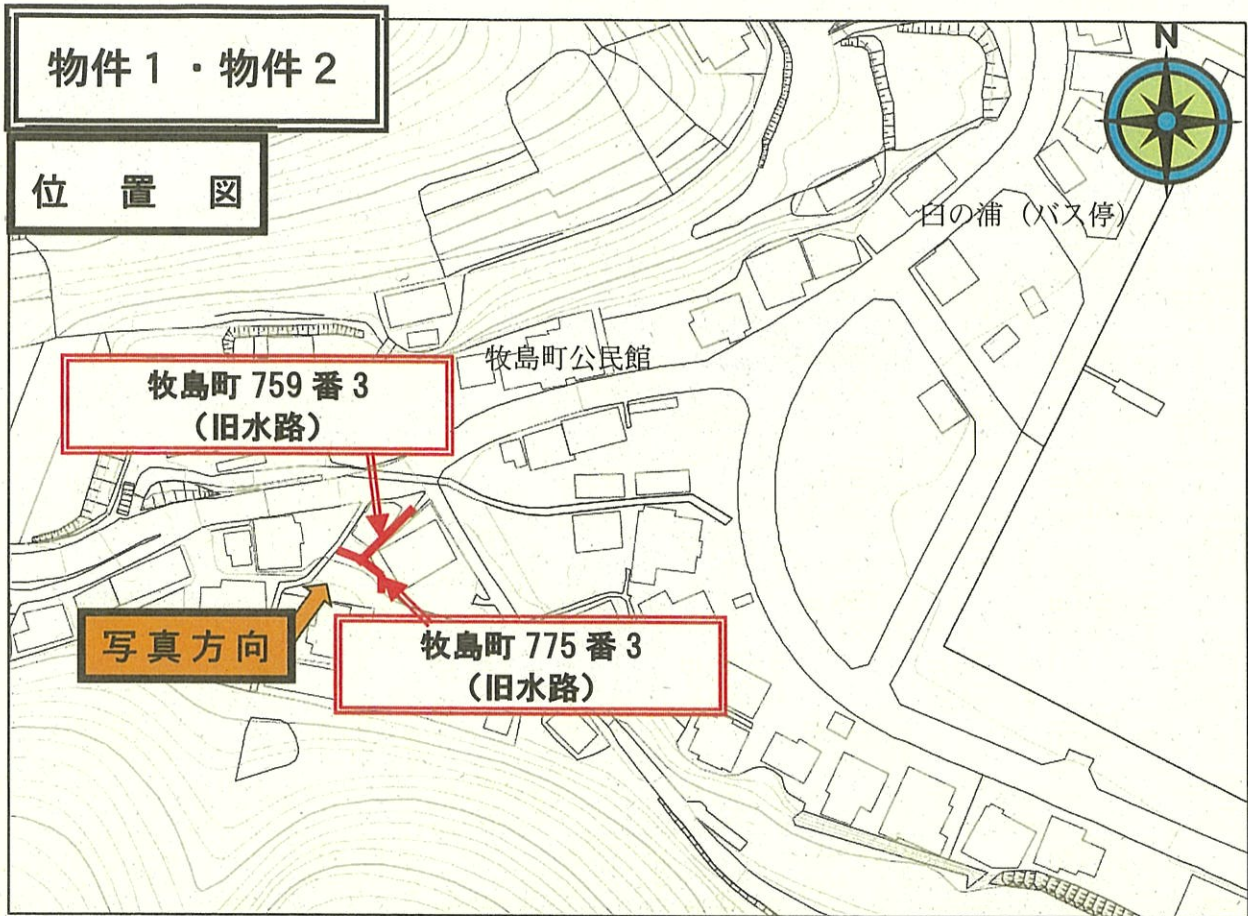 物件1・物件2
位置図
N
臼の浦（バス停）
牧島町公民館
牧島町 759 番 3
（旧水路）
写真方向
牧島町 775 番 3
（旧水路）